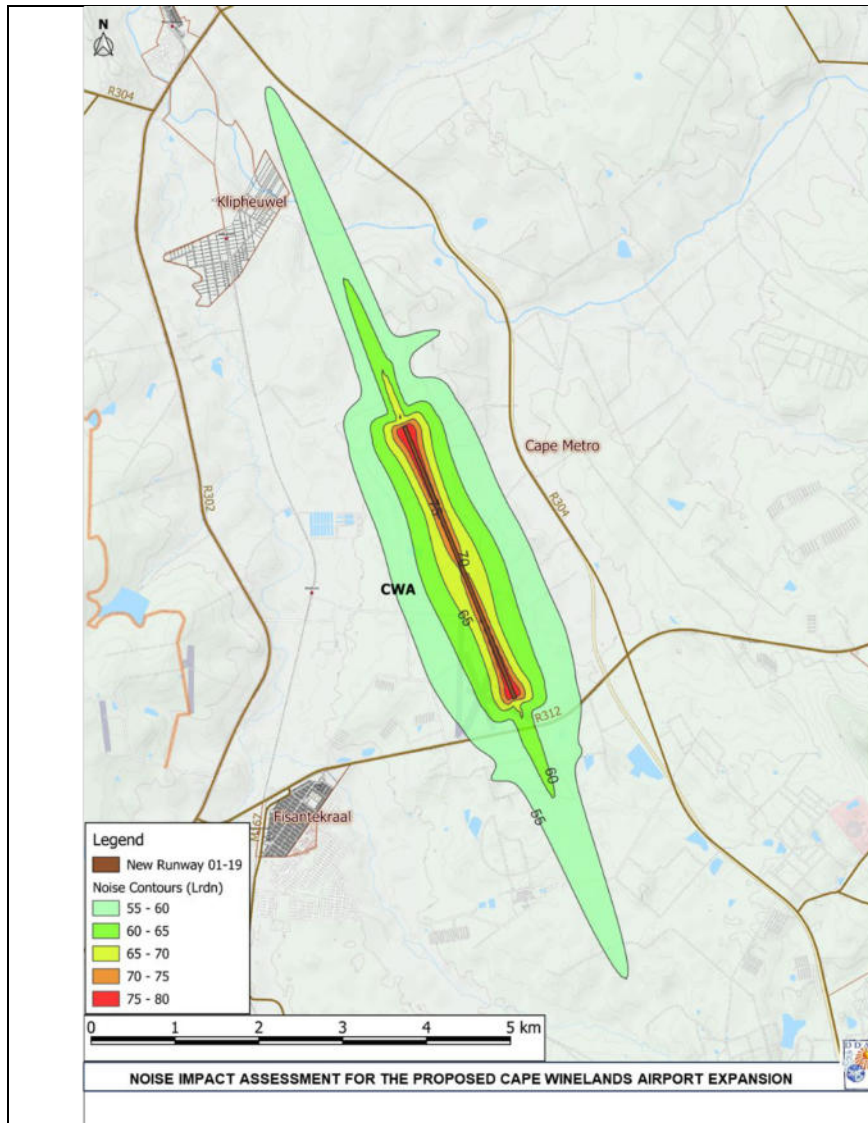 N
R304
Klipheuwel
Cape Metro
R302
R304
75
70
CWA
65
R312
60
55
Fisantekraal
Legend
New Runway 01-19
Noise Contours (Lrdn)
55 - 60
60 - 65
65 - 70
70 - 75
75 - 80
0 1 2 3 4 5 km
NOISE IMPACT ASSESSMENT FOR THE PROPOSED CAPE WINELANDS AIRPORT EXPANSION